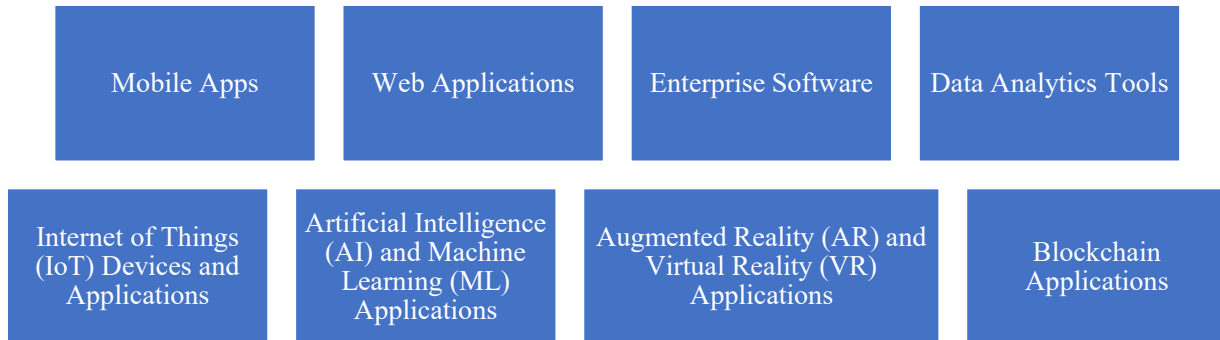 Mobile Apps
Web Applications
Enterprise Software
Data Analytics Tools
Internet of Things
(IoT) Devices and
Applications
Artificial Intelligence
(AI) and Machine
Learning (ML)
Applications
Augmented Reality (AR) and
Virtual Reality (VR)
Applications
Blockchain
Applications